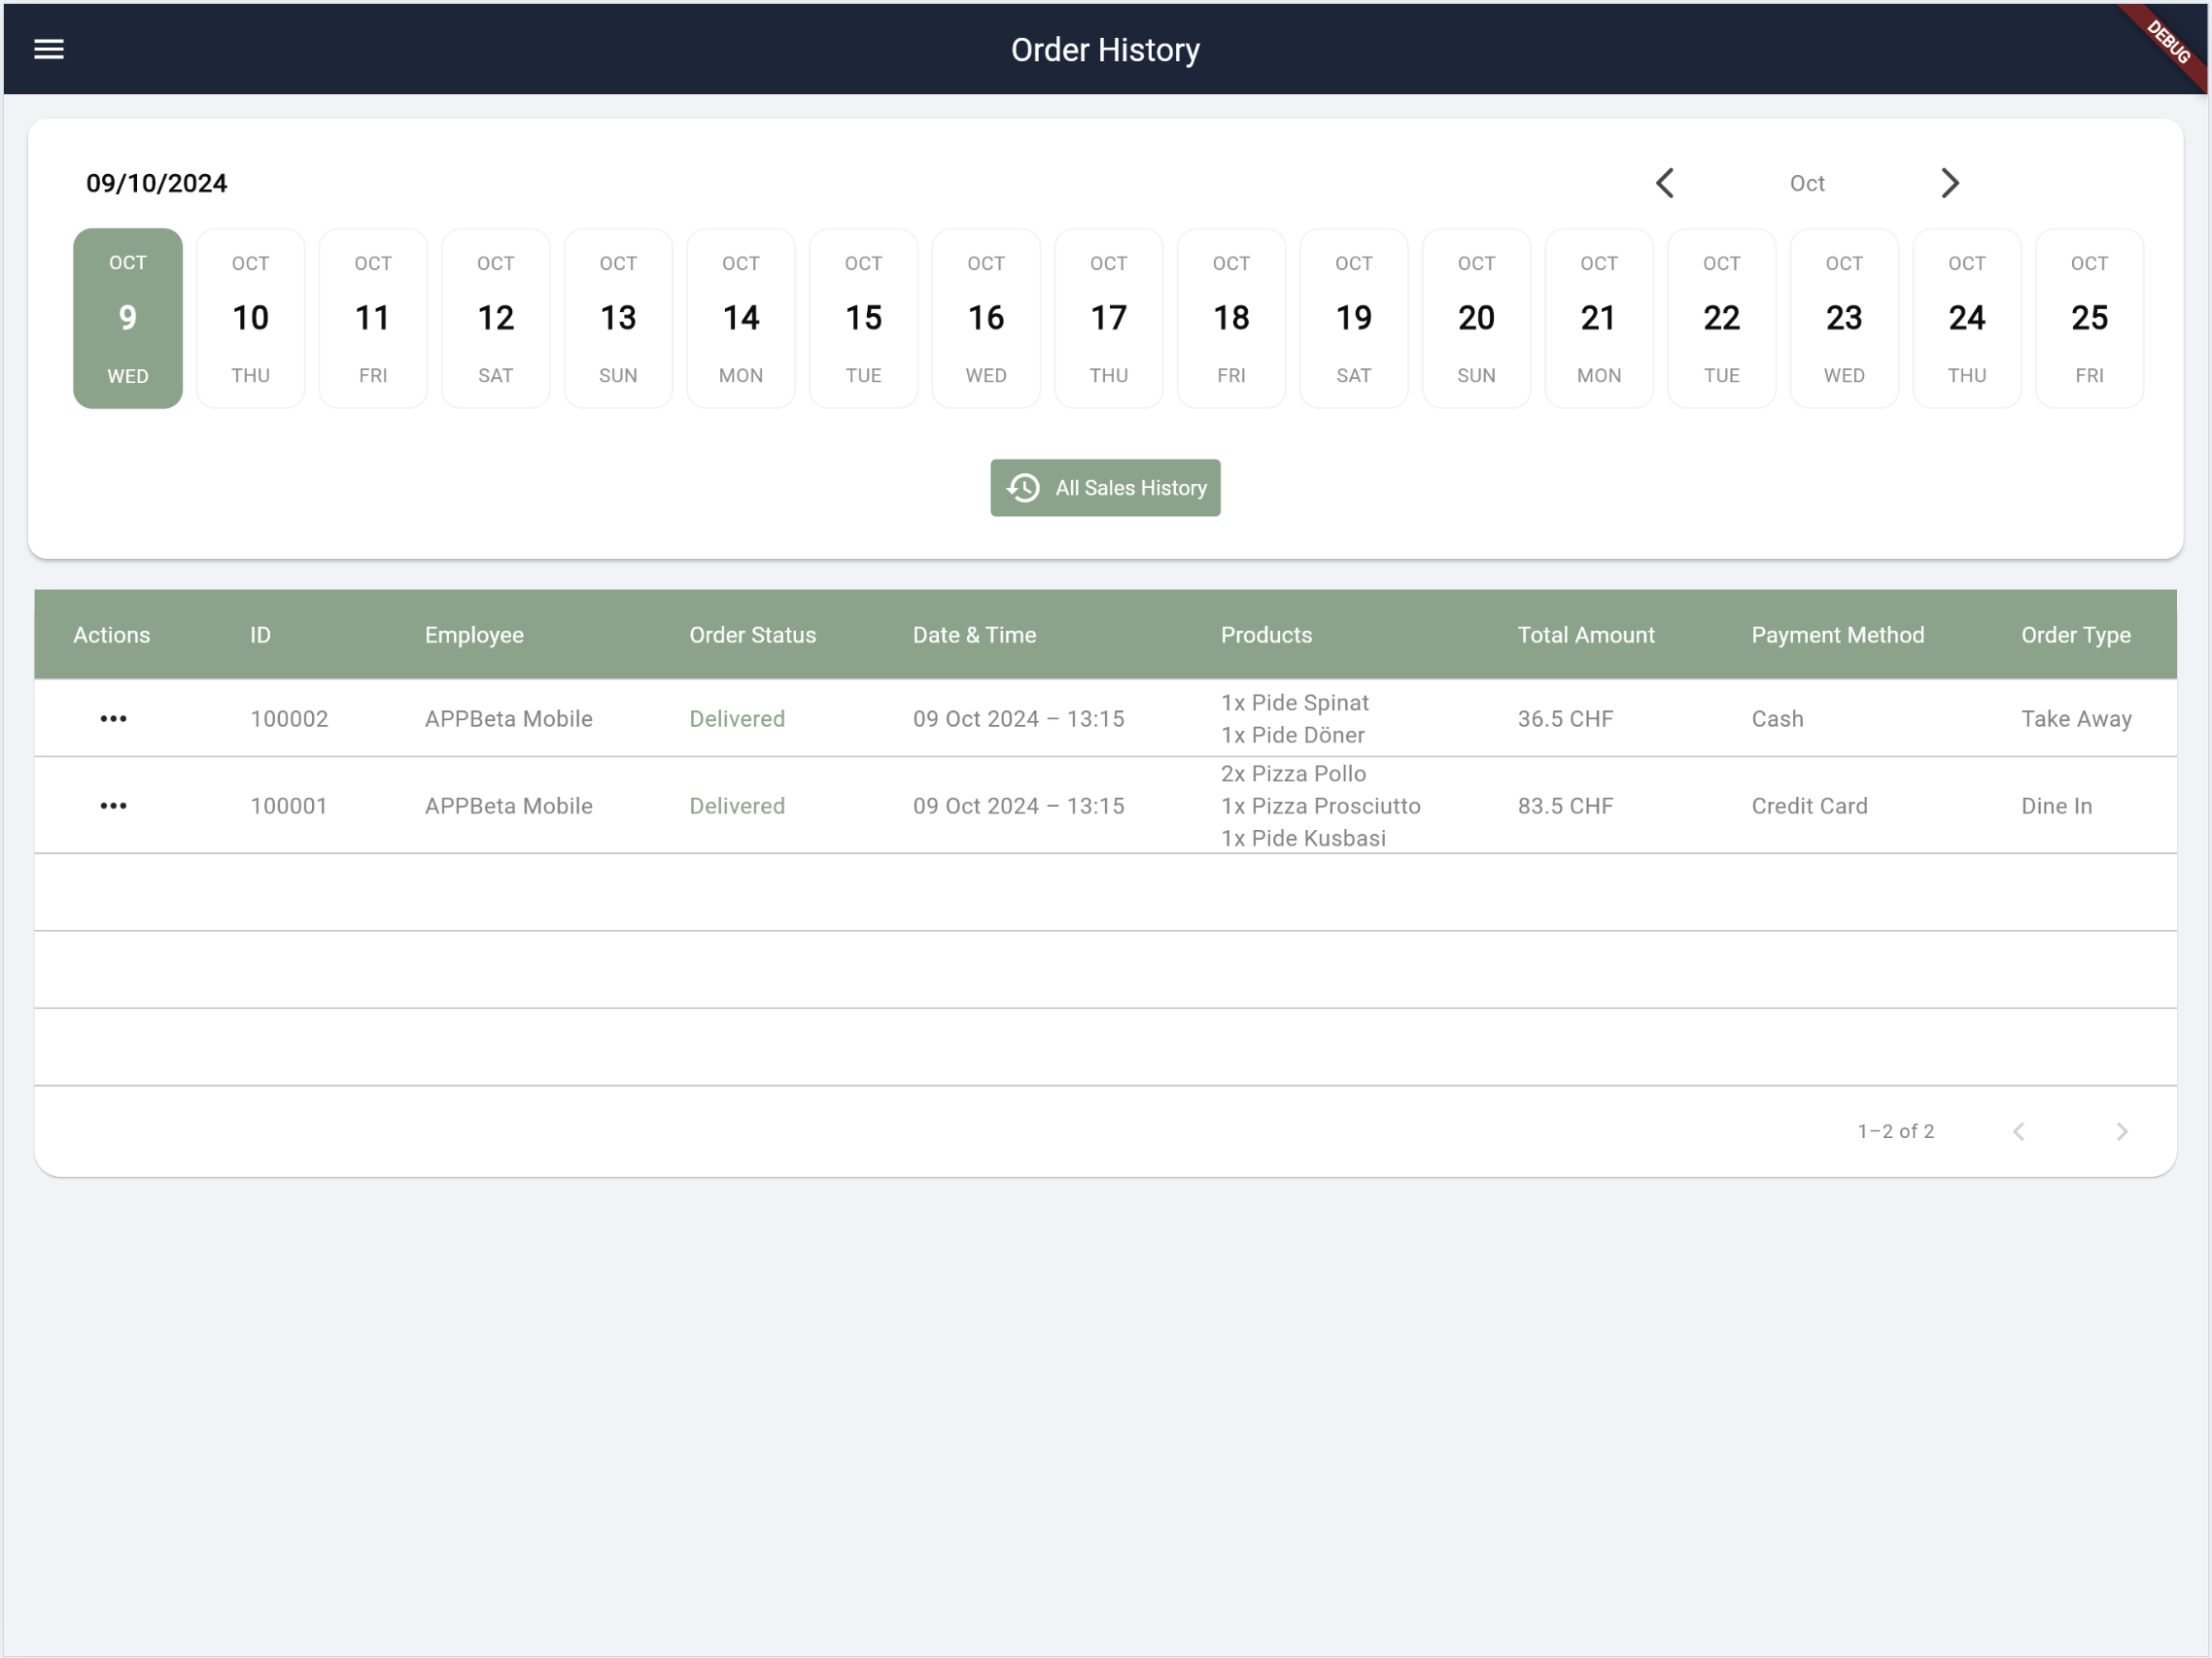 Order History
DEBUG
09/10/2024
Oct
OCT OCT OCT OCT OCT OCT OCT OCT OCT OCT OCT OCT OCT OCT OCT OCT OCT
9 10 11 12 13 14 15 16 17 18 19 20 21 22 23 24 25
WED THU FRI SAT SUN MON TUE WED THU FRI SAT SUN MON TUE WED THU FRI
All Sales History
Actions ID Employee Order Status Date & Time Products Total Amount Payment Method Order Type
100002 APPBeta Mobile Delivered 09 Oct 2024 – 13:15 1x Pide Spinat
1x Pide Döner 36.5 CHF Cash Take Away
100001 APPBeta Mobile Delivered 09 Oct 2024 – 13:15 2x Pizza Pollo
1x Pizza Prosciutto
1x Pide Kusbasi 83.5 CHF Credit Card Dine In
1–2 of 2